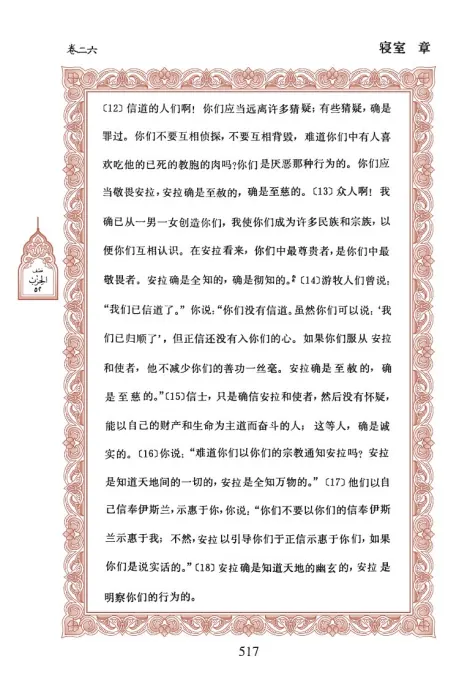 卷二六
寝室 章
〔12〕信道的人们啊！你们应当远离许多猜疑；有些猜疑，确是
罪过。你们不要互相侦探，不要互相背毁，难道你们中有人喜
欢吃他的已死的教胞的肉吗？你们是厌恶那种行为的。你们应
当敬畏安拉，安拉确是至赦的，确是至慈的。〔13〕众人啊！我
确已从一男一女创造你们，我使你们成为许多民族和宗族，以
便你们互相认识。在安拉看来，你们中最尊贵者，是你们中最
敬畏者。安拉确是全知的，确是彻知的。〔14〕游牧人们曾说：
“我们已信道了。”你说：“你们没有信道。虽然你们可以说：‘我
们已归顺了’，但正信还没有入你们的心。如果你们服从安拉
和使者，他不减少你们的善功一丝毫。安拉确是至赦的，确
是至慈的。”〔15〕信士，只是确信安拉和使者，然后没有怀疑，
能以自己的财产和生命为主道而奋斗的人；这等人，确是诚
实的。〔16〕你说：“难道你们以你们的宗教通知安拉吗？安拉
是知道天地间的一切的，安拉是全知万物的。”〔17〕他们以自
己信奉伊斯兰，示惠于你，你说：“你们不要以你们的信奉伊斯
兰示惠于我；不然，安拉以引导你们于正信示惠于你们，如果
你们是说实话的。”〔18〕安拉确是知道天地的幽玄的，安拉是
明察你们的行为的。
نصف
الحزب
٥٢
517